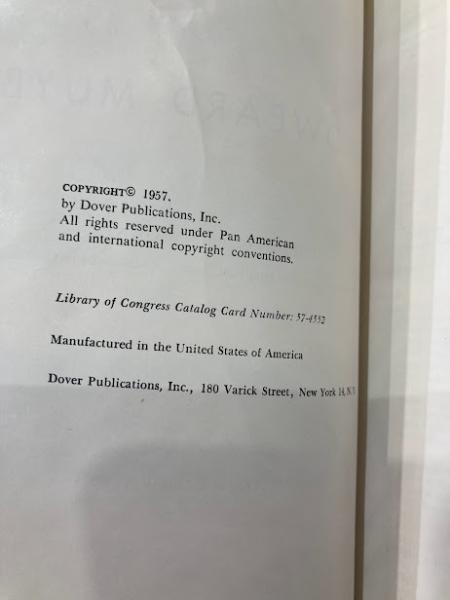 COPYRIGHT© 1957.
by Dover Publications, Inc.
All rights reserved under Pan American
and international copyright conventions.
Library of Congress Catalog Card Number: 57-4552
Manufactured in the United States of America
Dover Publications, Inc., 180 Varick Street, New York 14, N.Y